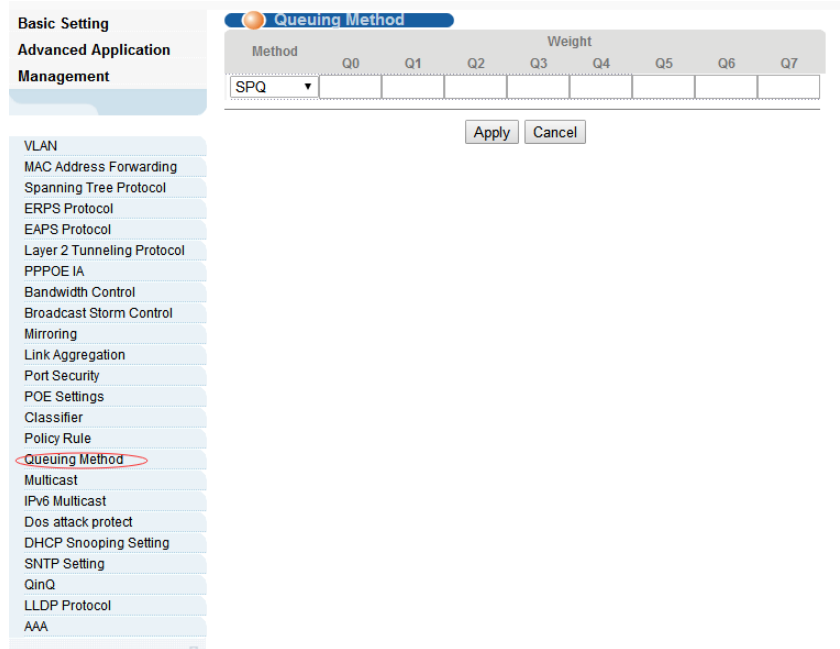 Basic Setting
Advanced Application
Management
VLAN
MAC Address Forwarding
Spanning Tree Protocol
ERPS Protocol
EAPS Protocol
Layer 2 Tunneling Protocol
PPPOE IA
Bandwidth Control
Broadcast Storm Control
Mirroring
Link Aggregation
Port Security
POE Settings
Classifier
Policy Rule
Queuing Method
Multicast
IPv6 Multicast
Dos attack protect
DHCP Snooping Setting
SNTP Setting
QinQ
LLDP Protocol
AAA
Queuing Method
Method Weight
Q0 Q1 Q2 Q3 Q4 Q5 Q6 Q7
SPQ
Apply Cancel